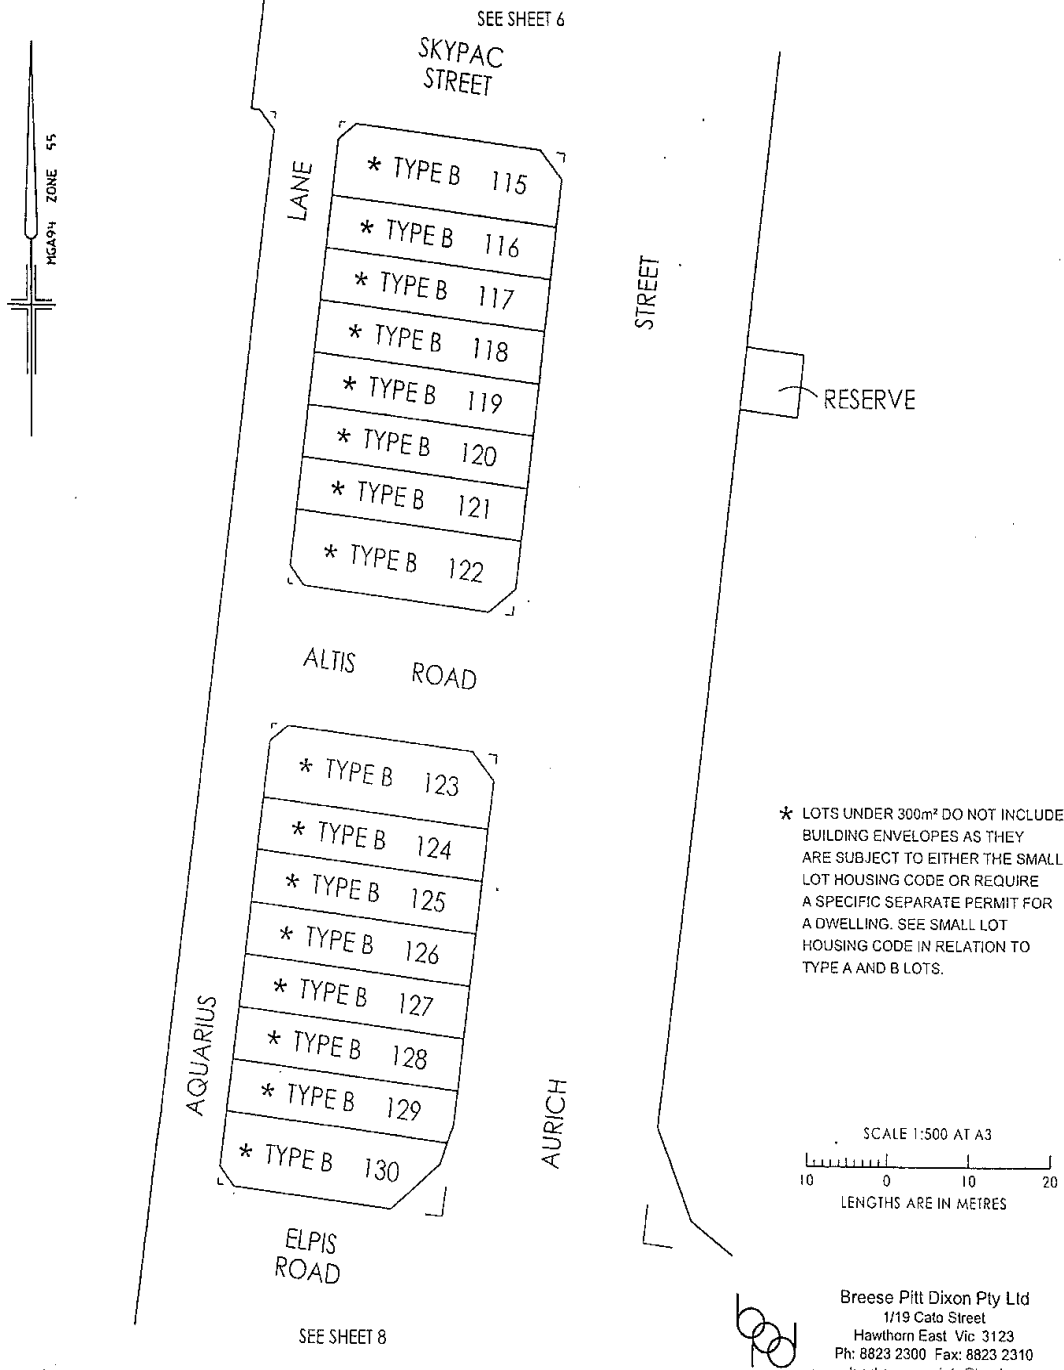 SEE SHEET 6
SKYPAC
STREET
MGA94 ZONE 55
LANE
* TYPE B 115
* TYPE B 116
* TYPE B 117
* TYPE B 118
* TYPE B 119
* TYPE B 120
* TYPE B 121
* TYPE B 122
STREET
RESERVE
ALTIS ROAD
* TYPE B 123
* TYPE B 124
* TYPE B 125
* TYPE B 126
* TYPE B 127
* TYPE B 128
* TYPE B 129
* TYPE B 130
AQUARIUS
AURICH
ELPIS
ROAD
SEE SHEET 8
* LOTS UNDER 300m² DO NOT INCLUDE
BUILDING ENVELOPES AS THEY
ARE SUBJECT TO EITHER THE SMALL
LOT HOUSING CODE OR REQUIRE
A SPECIFIC SEPARATE PERMIT FOR
A DWELLING. SEE SMALL LOT
HOUSING CODE IN RELATION TO
TYPE A AND B LOTS.
SCALE 1:500 AT A3
10 0 10 20
LENGTHS ARE IN METRES
bpd
Breese Pitt Dixon Pty Ltd
1/19 Cato Street
Hawthorn East Vic 3123
Ph: 8823 2300 Fax: 8823 2310